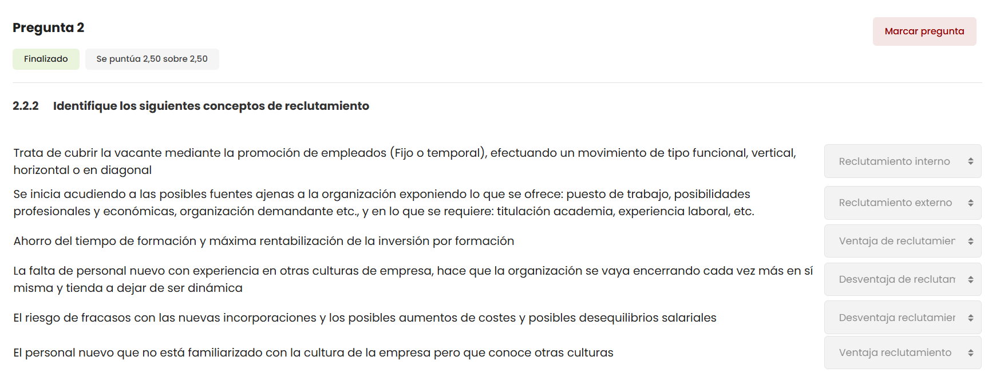 Pregunta 2
Marcar pregunta
Finalizado
Se puntúa 2,50 sobre 2,50
2.2.2 Identifique los siguientes conceptos de reclutamiento
Trata de cubrir la vacante mediante la promoción de empleados (Fijo o temporal), efectuando un movimiento de tipo funcional, vertical,
horizontal o en diagonal
Reclutamiento interno
Se inicia acudiendo a las posibles fuentes ajenas a la organización exponiendo lo que se ofrece: puesto de trabajo, posibilidades
profesionales y económicas, organización demandante etc., y en lo que se requiere: titulación academia, experiencia laboral, etc.
Reclutamiento externo
Ahorro del tiempo de formación y máxima rentabilización de la inversión por formación
Ventaja de reclutamier
La falta de personal nuevo con experiencia en otras culturas de empresa, hace que la organización se vaya encerrando cada vez más en sí
misma y tienda a dejar de ser dinámica
Desventaja de reclutam
El riesgo de fracasos con las nuevas incorporaciones y los posibles aumentos de costes y posibles desequilibrios salariales
Desventaja reclutamier
El personal nuevo que no está familiarizado con la cultura de la empresa pero que conoce otras culturas
Ventaja reclutamiento